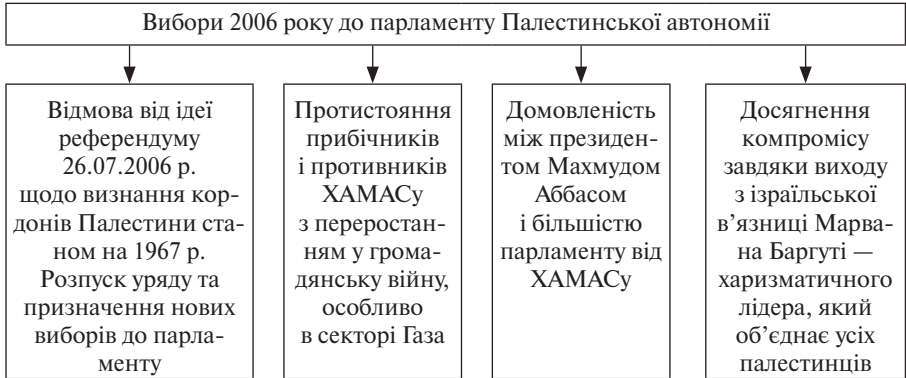 Вибори 2006 року до парламенту Палестинської автономії
Відмова від ідеї
референдуму
26.07.2006 р.
щодо визнання кор-
донів Палестини ста-
ном на 1967 р.
Розпуск уряду та
призначення нових
виборів до парла-
менту
Протистояння
прибічників
і противників
ХАМАСу
з переростан-
ням у грома-
дянську війну,
особливо
в секторі Газа
Домовленість
між президен-
том Махмудом
Аббасом
і більшістю
парламенту від
ХАМАСу
Досягнення
компромісу
завдяки виходу
з ізраїльської
в’язниці Марва-
на Баргуті —
харизматичного
лідера, який
об’єднає усіх
палестинців